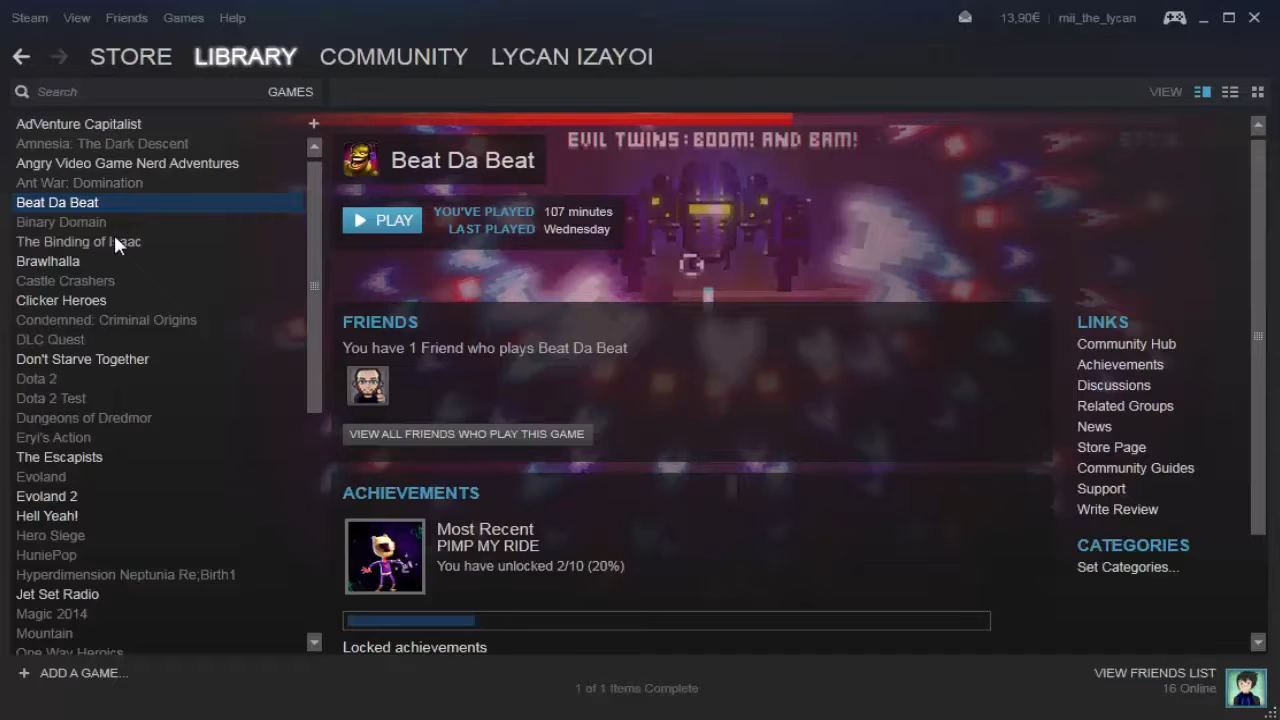 Steam View Friends Games Help
13,90€ mii_the_lycan
STORE LIBRARY COMMUNITY LYCAN IZAYOI
Search GAMES
VIEW
AdVenture Capitalist
Amnesia: The Dark Descent
Angry Video Game Nerd Adventures
Ant War: Domination
Beat Da Beat
Binary Domain
The Binding of Isaac
Brawlhalla
Castle Crashers
Clicker Heroes
Condemned: Criminal Origins
DLC Quest
Don't Starve Together
Dota 2
Dota 2 Test
Dungeons of Dredmor
Eryi's Action
The Escapists
Evoland
Evoland 2
Hell Yeah!
Hero Siege
HuniePop
Hyperdimension Neptunia Re;Birth1
Jet Set Radio
Magic 2014
Mountain
One Way Heroics
+ ADD A GAME...
EVIL TWINS: BOOM! AND BAM!
Beat Da Beat
PLAY
YOU'VE PLAYED 107 minutes
LAST PLAYED Wednesday
FRIENDS
You have 1 Friend who plays Beat Da Beat
VIEW ALL FRIENDS WHO PLAY THIS GAME
ACHIEVEMENTS
Most Recent
PIMP MY RIDE
You have unlocked 2/10 (20%)
Locked achievements
LINKS
Community Hub
Achievements
Discussions
Related Groups
News
Store Page
Community Guides
Support
Write Review
CATEGORIES
Set Categories...
1 of 1 Items Complete
VIEW FRIENDS LIST
16 Online